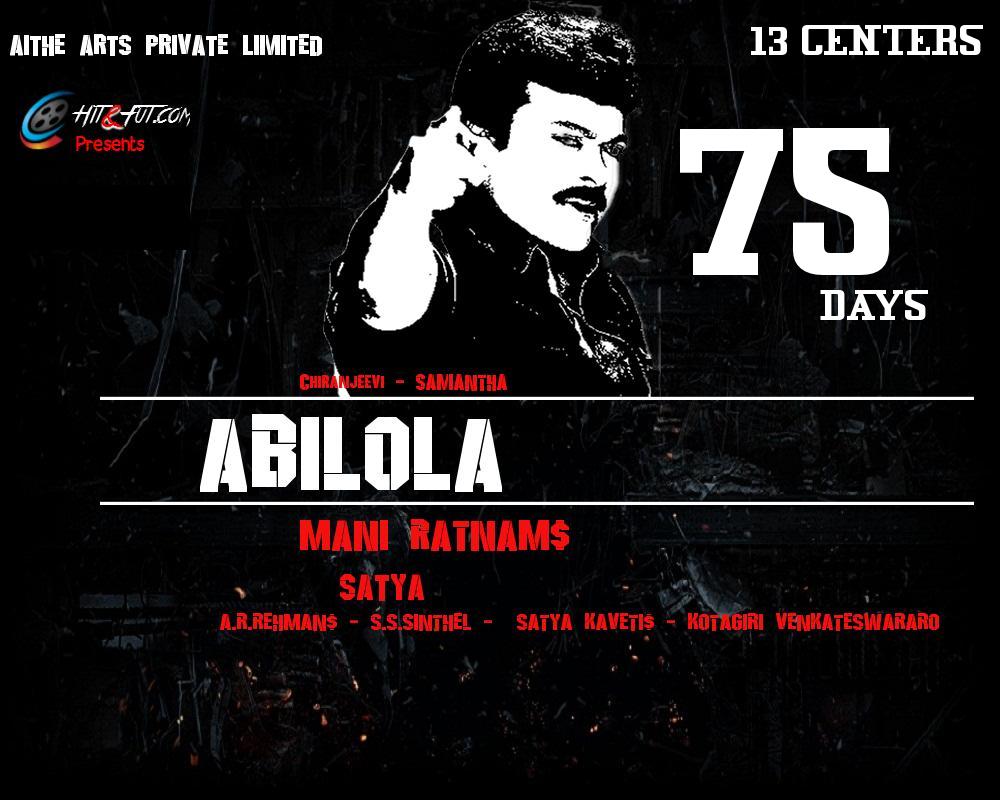 AITHE ARTS PRIVATE LIIMITED
13 CENTERS
HIT&FUT.COM
Presents
75
DAYS
CHIRANJEEVI - SAMANTHA
ABILOLA
MANI RATNAM$
SATYA
A.R.REHMAN$ - S.S.SINTHEL - SATYA KAVETI$ - KOTAGIRI VENKATESWARARO